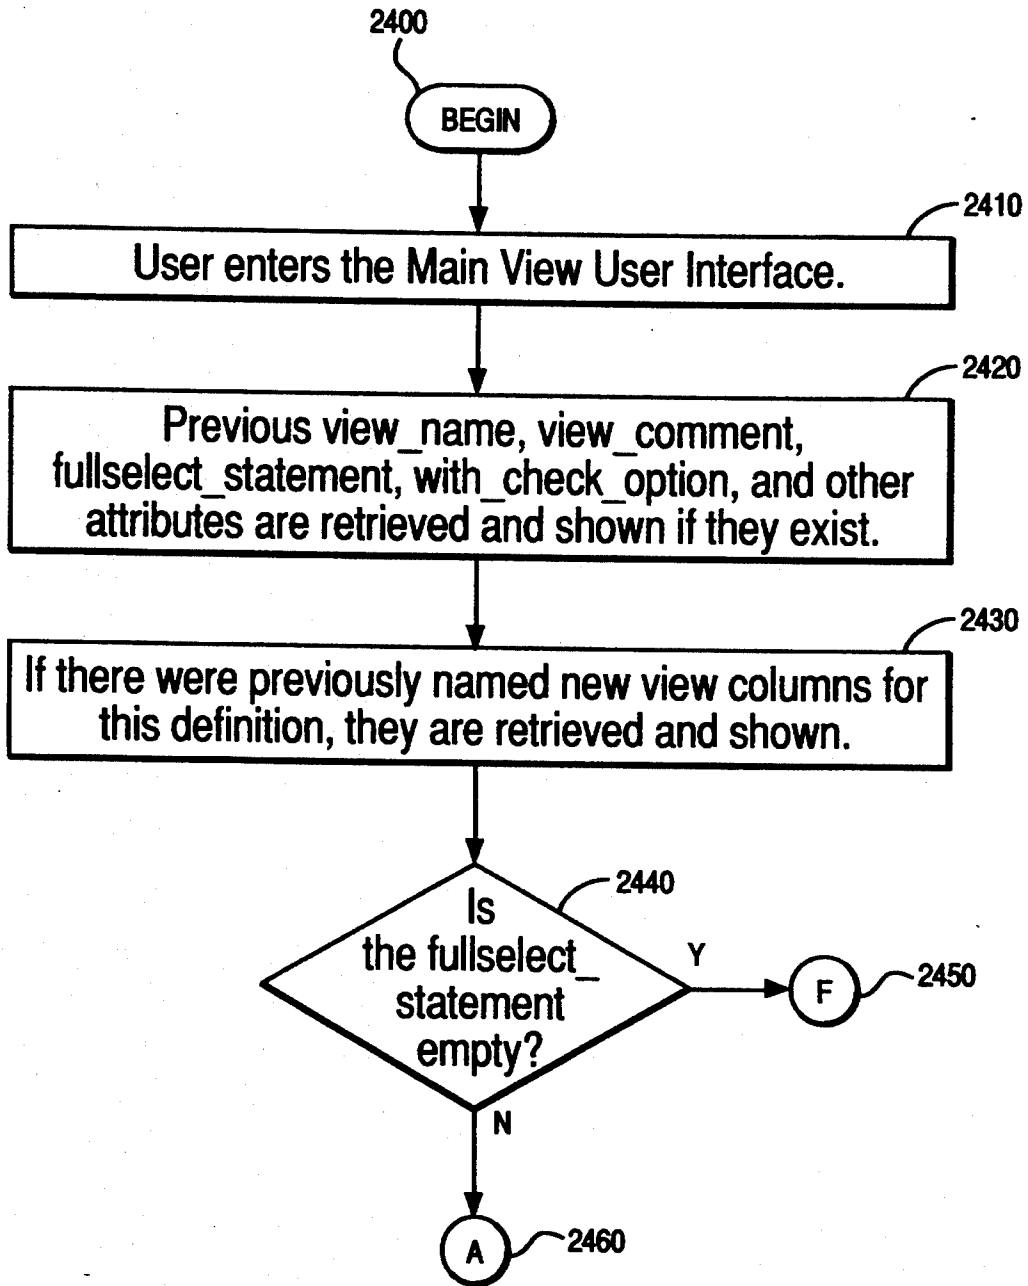 2400
BEGIN
2410
User enters the Main View User Interface.
2420
Previous view_name, view_comment,
fullselect_statement, with_check_option, and other
attributes are retrieved and shown if they exist.
2430
If there were previously named new view columns for
this definition, they are retrieved and shown.
2440
Is
the fullselect_
statement
empty?
Y
F
2450
N
A
2460